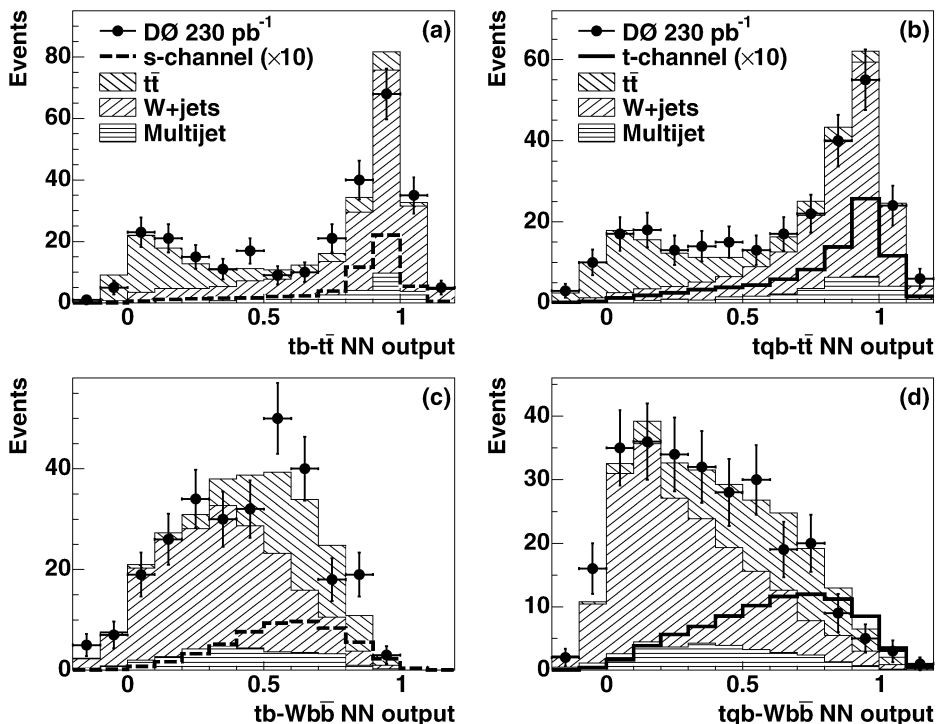 Events
80
60
40
20
0
(a)
DØ 230 pb⁻¹
s-channel (×10)
tt̄
W+jets
Multijet
0 0.5 1
tb-tt̄ NN output
Events
60
40
20
0
(b)
DØ 230 pb⁻¹
t-channel (×10)
tt̄
W+jets
Multijet
0 0.5 1
tqb-tt̄ NN output
Events
40
20
0
(c)
0 0.5 1
tb-Wbb̄ NN output
Events
40
30
20
10
0
(d)
0 0.5 1
tqb-Wbb̄ NN output